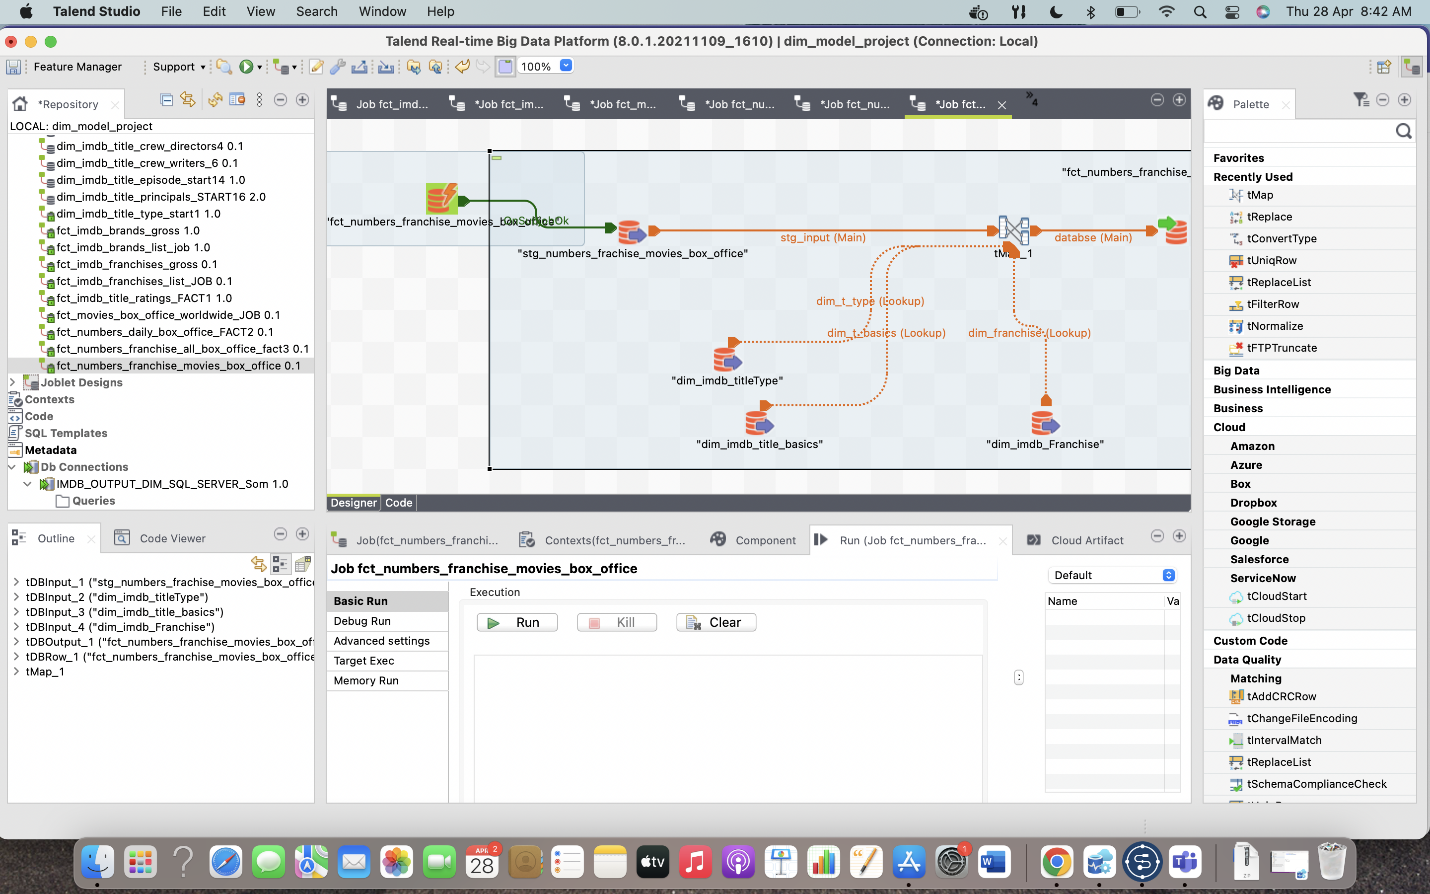 Talend Studio File Edit View Search Window Help Thu 28 Apr 8:42 AM
Talend Real-time Big Data Platform (8.0.1.20211109_1610) | dim_model_project (Connection: Local)
Feature Manager Support 100%
*Repository
LOCAL: dim_model_project
dim_imdb_title_crew_directors4 0.1
dim_imdb_title_crew_writers_6 0.1
dim_imdb_title_episode_start14 1.0
dim_imdb_title_principals_START16 2.0
dim_imdb_title_type_start1 1.0
fct_imdb_brands_gross 1.0
fct_imdb_brands_list_job 1.0
fct_imdb_franchises_gross 0.1
fct_imdb_franchises_list_JOB 0.1
fct_imdb_title_ratings_FACT1 1.0
fct_movies_box_office_worldwide_JOB 0.1
fct_numbers_daily_box_office_FACT2 0.1
fct_numbers_franchise_all_box_office_fact3 0.1
fct_numbers_franchise_movies_box_office 0.1
Joblet Designs
Contexts
Code
SQL Templates
Metadata
Db Connections
IMDB_OUTPUT_DIM_SQL_SERVER_Som 1.0
Queries
Job fct_imd... *Job fct_im... *Job fct_m... *Job fct_nu... *Job fct_nu... *Job fct... 4
"fct_numbers_franchise_
"fct_numbers_franchise_movies_box_office"
"stg_numbers_frachise_movies_box_office"
stg_input (Main)
tMap_1
databse (Main)
dim_t_type (Lookup)
dim_t_basics (Lookup)
dim_franchise (Lookup)
"dim_imdb_titleType"
"dim_imdb_title_basics"
"dim_imdb_Franchise"
Designer Code
Palette
Favorites
Recently Used
tMap
tReplace
tConvertType
tUniqRow
tReplaceList
tFilterRow
tNormalize
tFTPTruncate
Big Data
Business Intelligence
Business
Cloud
Amazon
Azure
Box
Dropbox
Google Storage
Google
Salesforce
ServiceNow
tCloudStart
tCloudStop
Custom Code
Data Quality
Matching
tAddCRCRow
tChangeFileEncoding
tIntervalMatch
tReplaceList
tSchemaComplianceCheck
Outline Code Viewer
tDBInput_1 ("stg_numbers_frachise_movies_box_office
tDBInput_2 ("dim_imdb_titleType")
tDBInput_3 ("dim_imdb_title_basics")
tDBInput_4 ("dim_imdb_Franchise")
tDBOutput_1 ("fct_numbers_franchise_movies_box_of
tDBRow_1 ("fct_numbers_franchise_movies_box_office
tMap_1
Job(fct_numbers_franchi... Contexts(fct_numbers_fr... Component Run (Job fct_numbers_fra... Cloud Artifact
Job fct_numbers_franchise_movies_box_office
Basic Run
Debug Run
Advanced settings
Target Exec
Memory Run
Execution
Run Kill Clear
Default
Name Va
APR 2
28
tv
1
W